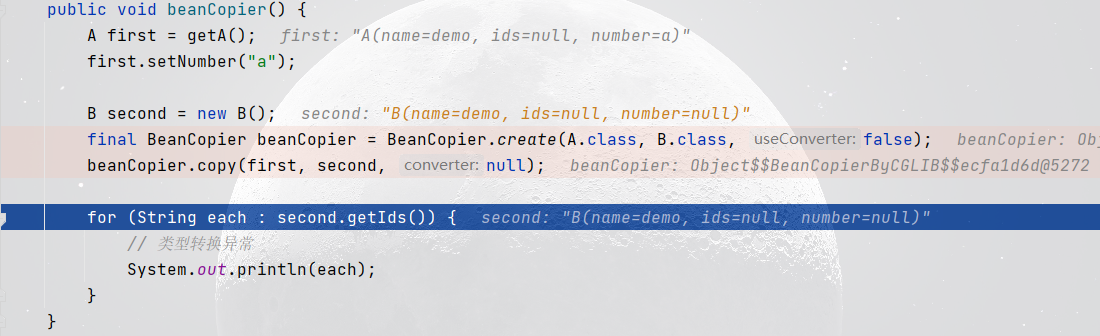 public void beanCopier() {
A first = getA(); first: "A(name=demo, ids=null, number=a)"
first.setNumber("a");
B second = new B(); second: "B(name=demo, ids=null, number=null)"
final BeanCopier beanCopier = BeanCopier.create(A.class, B.class, useConverter: false); beanCopier: Obj
beanCopier.copy(first, second, converter: null); beanCopier: Object$$BeanCopierByCGLIB$$ecfa1d6d@5272
for (String each : second.getIds()) { second: "B(name=demo, ids=null, number=null)"
// 类型转换异常
System.out.println(each);
}
}